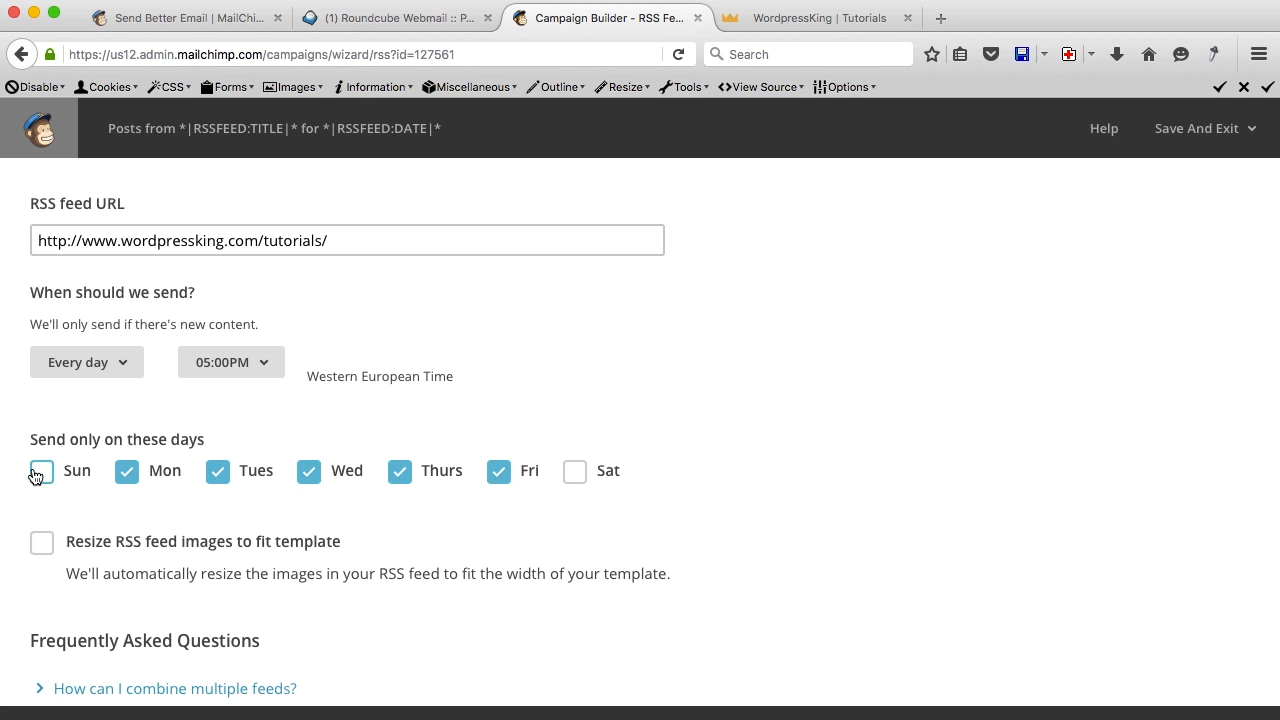 Send Better Email | MailChi... (1) Roundcube Webmail :: P... Campaign Builder - RSS Fe... WordpressKing | Tutorials
https://us12.admin.mailchimp.com/campaigns/wizard/rss?id=127561 Search
Disable Cookies CSS Forms Images Information Miscellaneous Outline Resize Tools View Source Options
Posts from *|RSSFEED:TITLE|* for *|RSSFEED:DATE|* Help Save And Exit
RSS feed URL
http://www.wordpressking.com/tutorials/
When should we send?
We'll only send if there's new content.
Every day 05:00PM Western European Time
Send only on these days
Sun Mon Tues Wed Thurs Fri Sat
Resize RSS feed images to fit template
We'll automatically resize the images in your RSS feed to fit the width of your template.
Frequently Asked Questions
How can I combine multiple feeds?